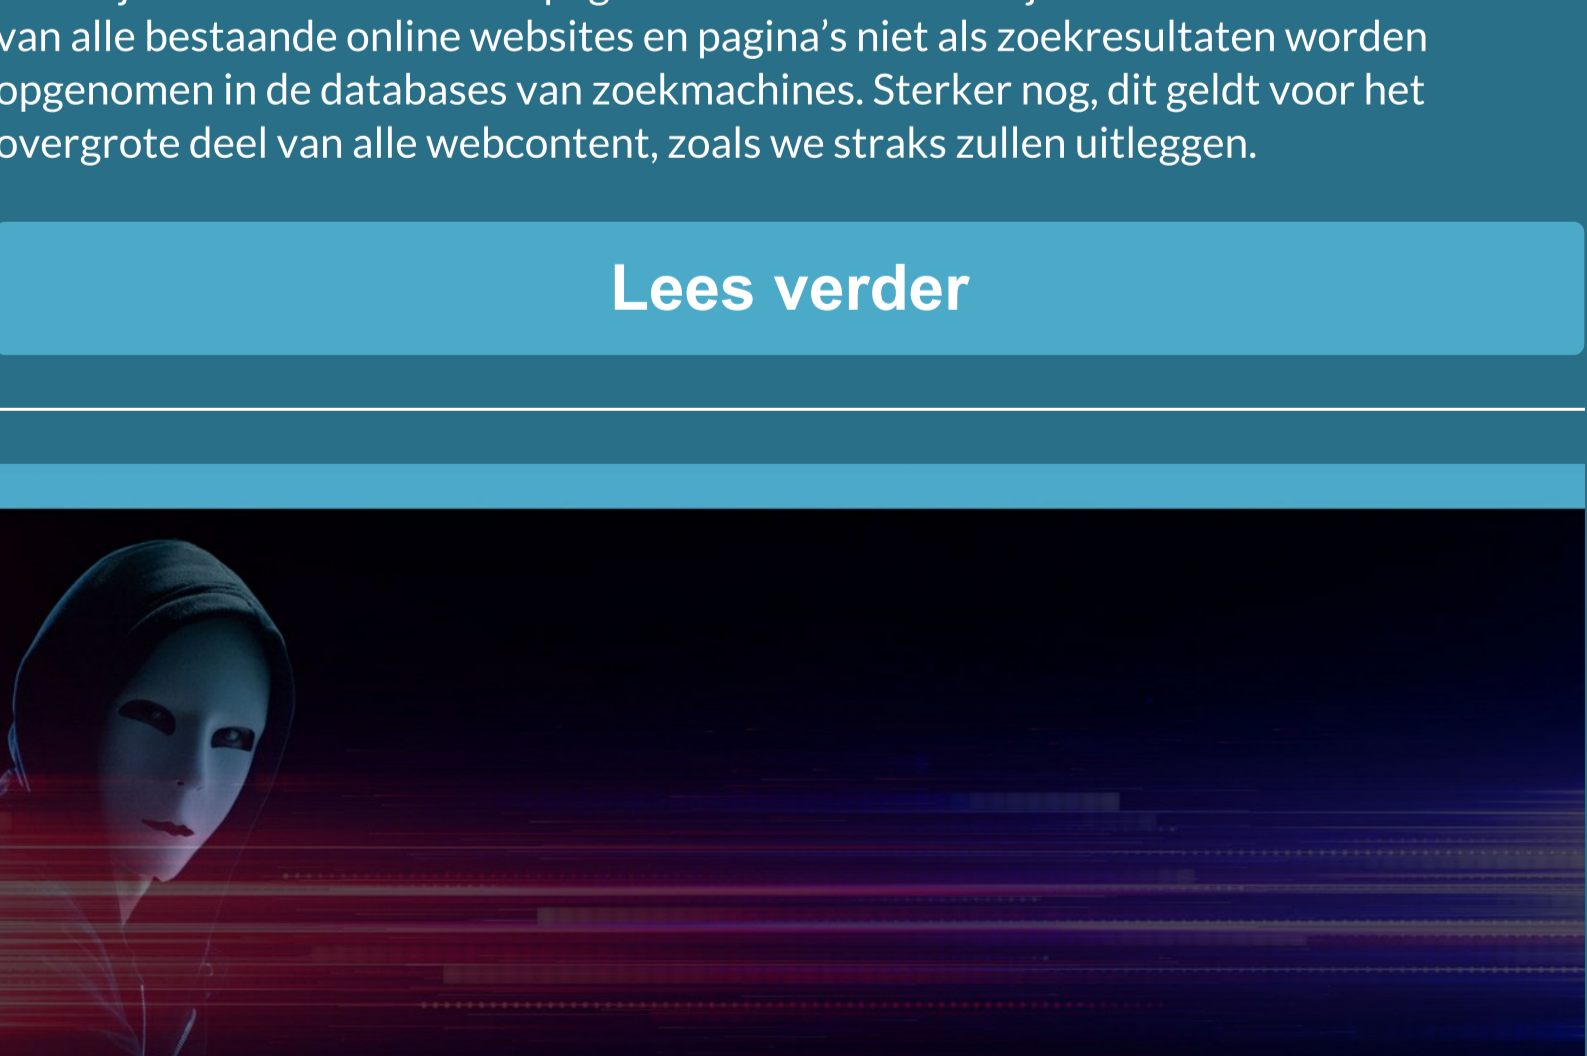 van alle bestaande online websites en pagina’s niet als zoekresultaten worden
opgenomen in de databases van zoekmachines. Sterker nog, dit geldt voor het
overgrote deel van alle webcontent, zoals we straks zullen uitleggen.
Lees verder